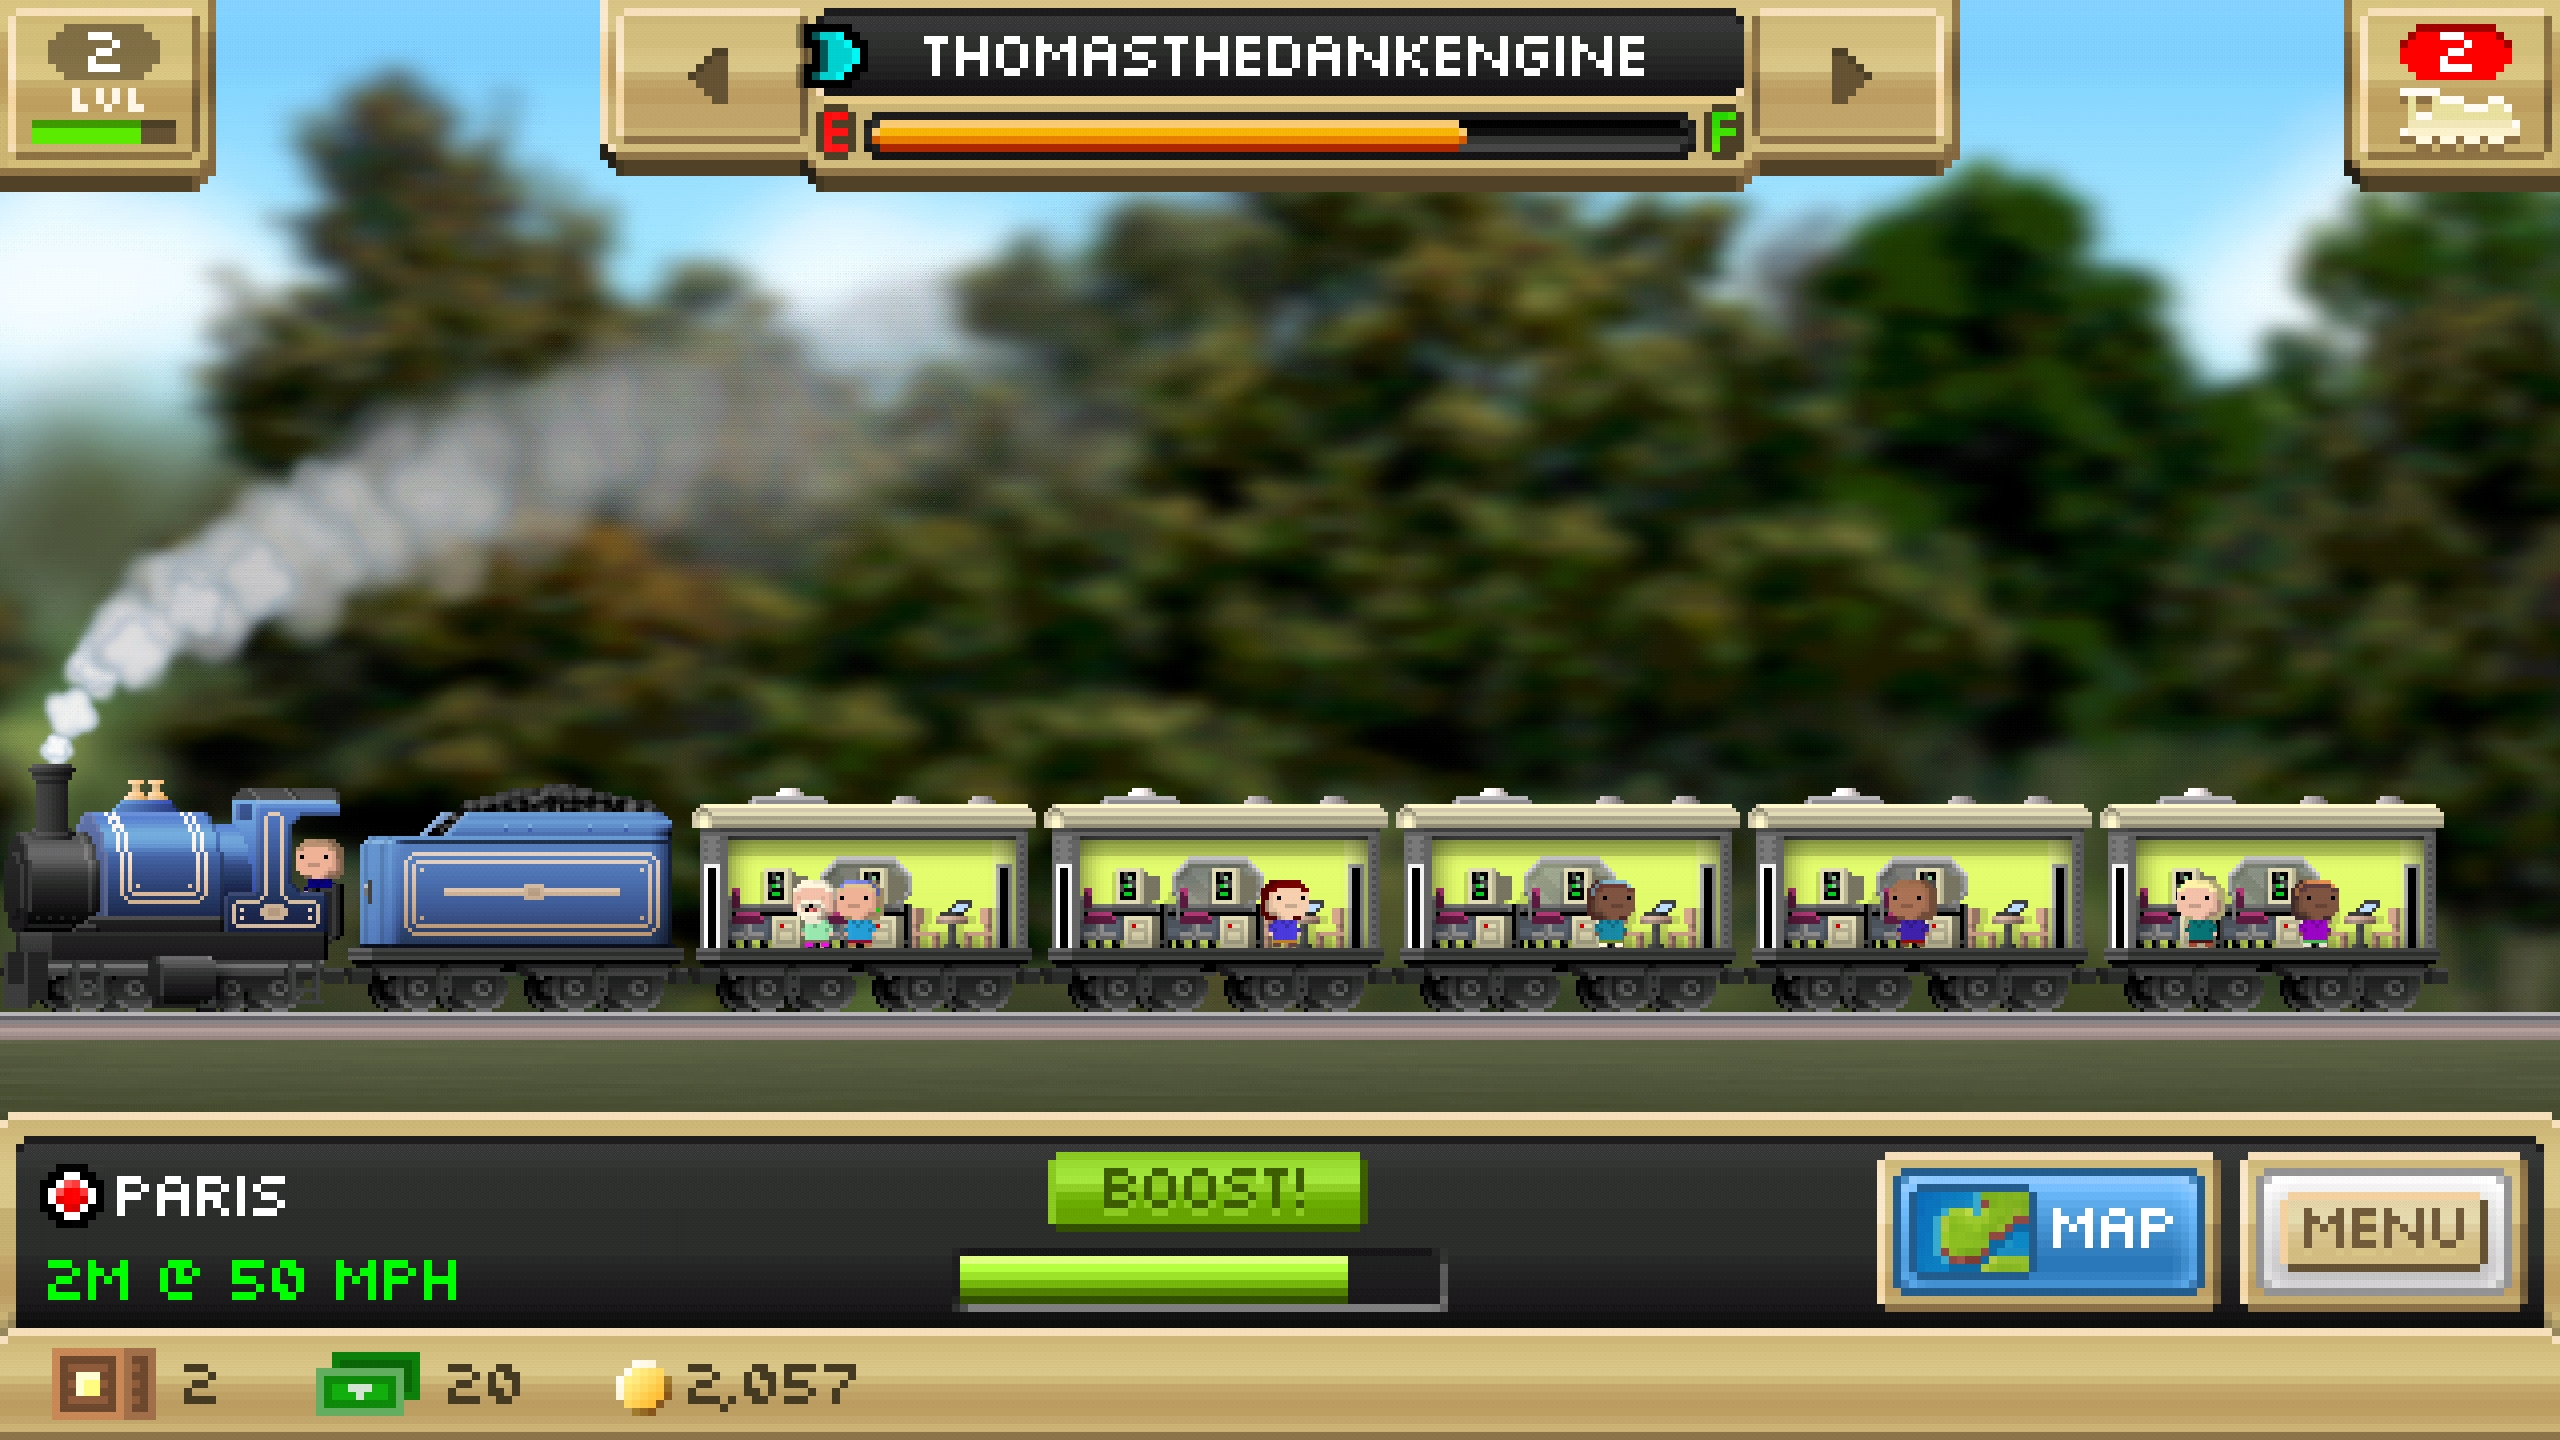 2
LVL
THOMASTHEDANKENGINE
E
F
2
PARIS
2M @ 50 MPH
BOOST!
MAP
MENU
2
20
2,057